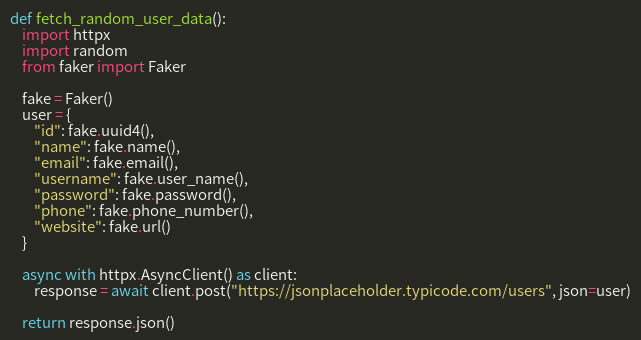 def fetch_random_user_data():
    import httpx
    import random
    from faker import Faker

    fake = Faker()
    user = {
        "id": fake.uuid4(),
        "name": fake.name(),
        "email": fake.email(),
        "username": fake.user_name(),
        "password": fake.password(),
        "phone": fake.phone_number(),
        "website": fake.url()
    }

    async with httpx.AsyncClient() as client:
        response = await client.post("https://jsonplaceholder.typicode.com/users", json=user)

    return response.json()